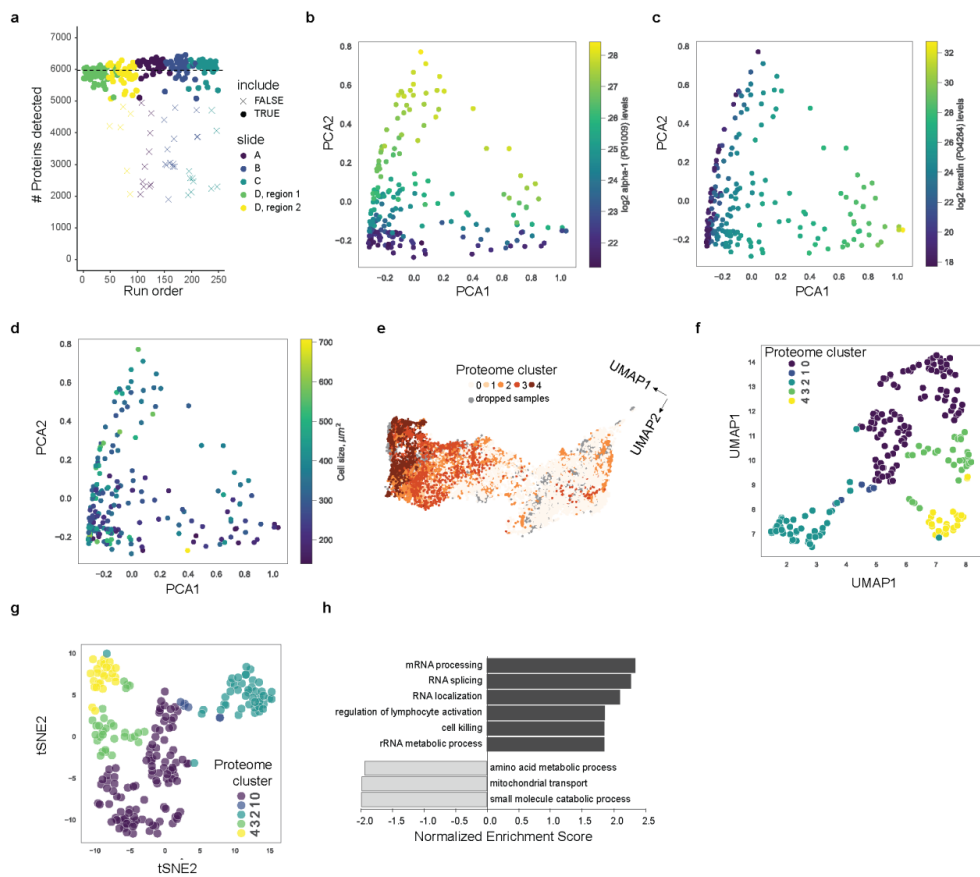 a
# Proteins detected
7000
6000
5000
4000
3000
2000
1000
0
0 50 100 150 200 250
Run order
include
FALSE
TRUE
slide
A
B
C
D, region 1
D, region 2
b
PCA2
0.8
0.6
0.4
0.2
0.0
−0.2
−0.2 0.0 0.2 0.4 0.6 0.8 1.0
PCA1
28
27
26
25
24
23
22
log2 alpha-1 (P01009) levels
c
PCA2
0.8
0.6
0.4
0.2
0.0
−0.2
−0.2 0.0 0.2 0.4 0.6 0.8 1.0
PCA1
32
30
28
26
24
22
20
18
log2 keratin (P04264) levels
d
PCA2
0.8
0.6
0.4
0.2
0.0
−0.2
−0.2 0.0 0.2 0.4 0.6 0.8 1.0
PCA1
700
600
500
400
300
200
Cell size, μm²
e
Proteome cluster
0 1 2 3 4
dropped samples
UMAP1
UMAP2
f
Proteome cluster
4 3 2 1 0
UMAP1
14
13
12
11
10
9
8
7
2 3 4 5 6 7 8
UMAP1
g
tSNE2
10
5
0
−5
−10
−10 −5 0 5 10 15
tSNE2
Proteome
cluster
4 3 2 1 0
h
mRNA processing
RNA splicing
RNA localization
regulation of lymphocyte activation
cell killing
rRNA metabolic process
amino acid metabolic process
mitochondrial transport
small molecule catabolic process
-2.0 -1.5 -1.0 -0.5 0.0 0.5 1.0 1.5 2.0 2.5
Normalized Enrichment Score